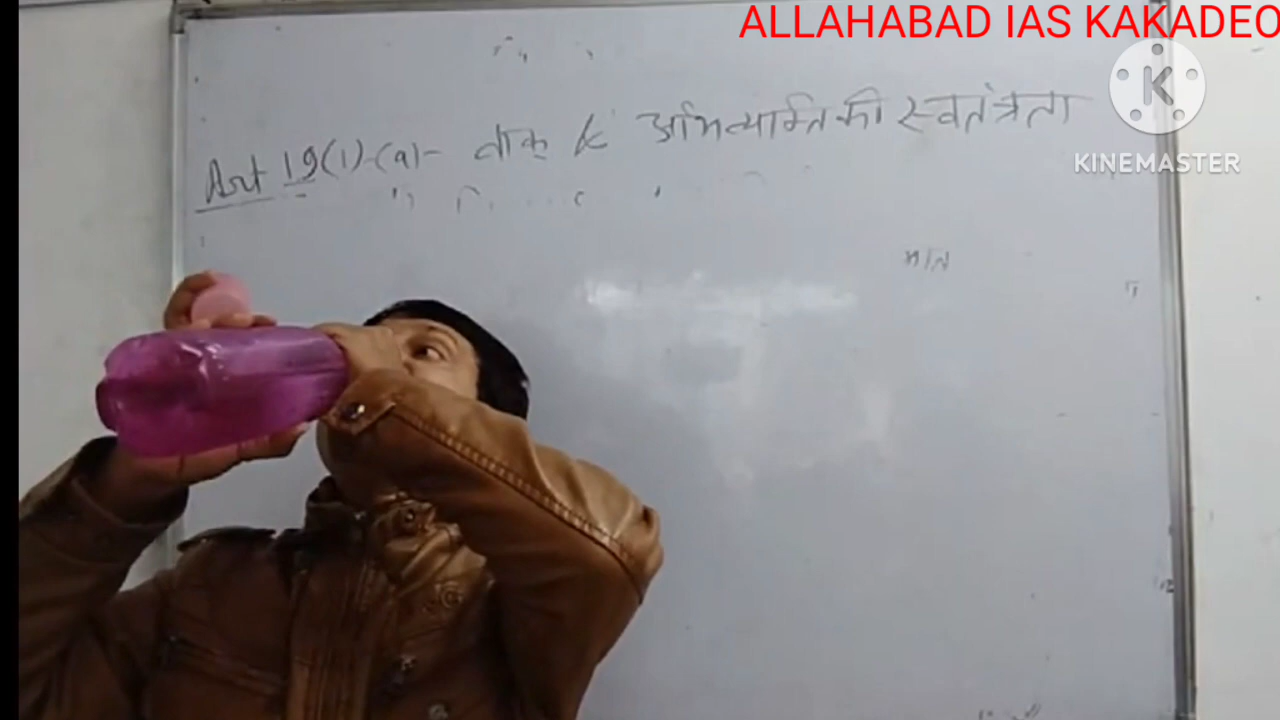 ALLAHABAD IAS KAKADEO
K
KINEMASTER
Art 19(1)-(a)- वाक् & अभिव्यक्ति की स्वतंत्रता